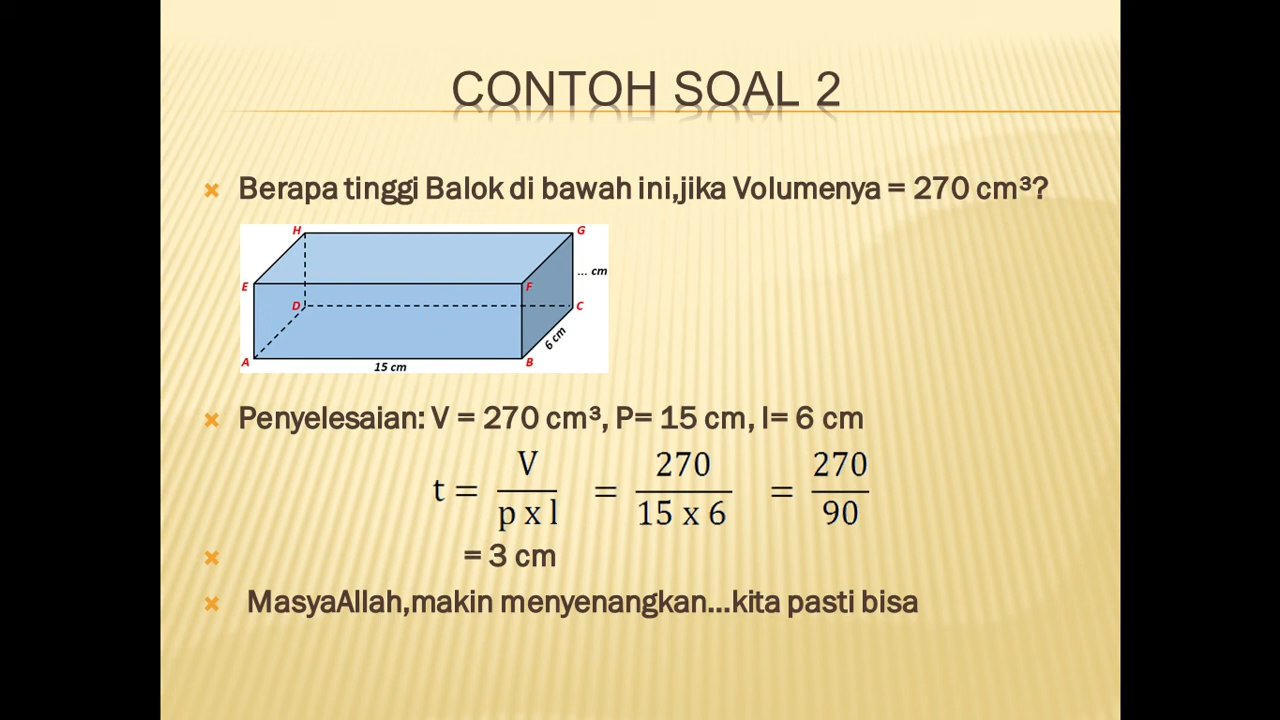 CONTOH SOAL 2
Berapa tinggi Balok di bawah ini,jika Volumenya = 270 cm³?
H
G
... cm
E
F
D
C
6 cm
A
B
15 cm
Penyelesaian: V = 270 cm³, P= 15 cm, l= 6 cm
t = V / p x l = 270 / 15 x 6 = 270 / 90
= 3 cm
MasyaAllah,makin menyenangkan...kita pasti bisa